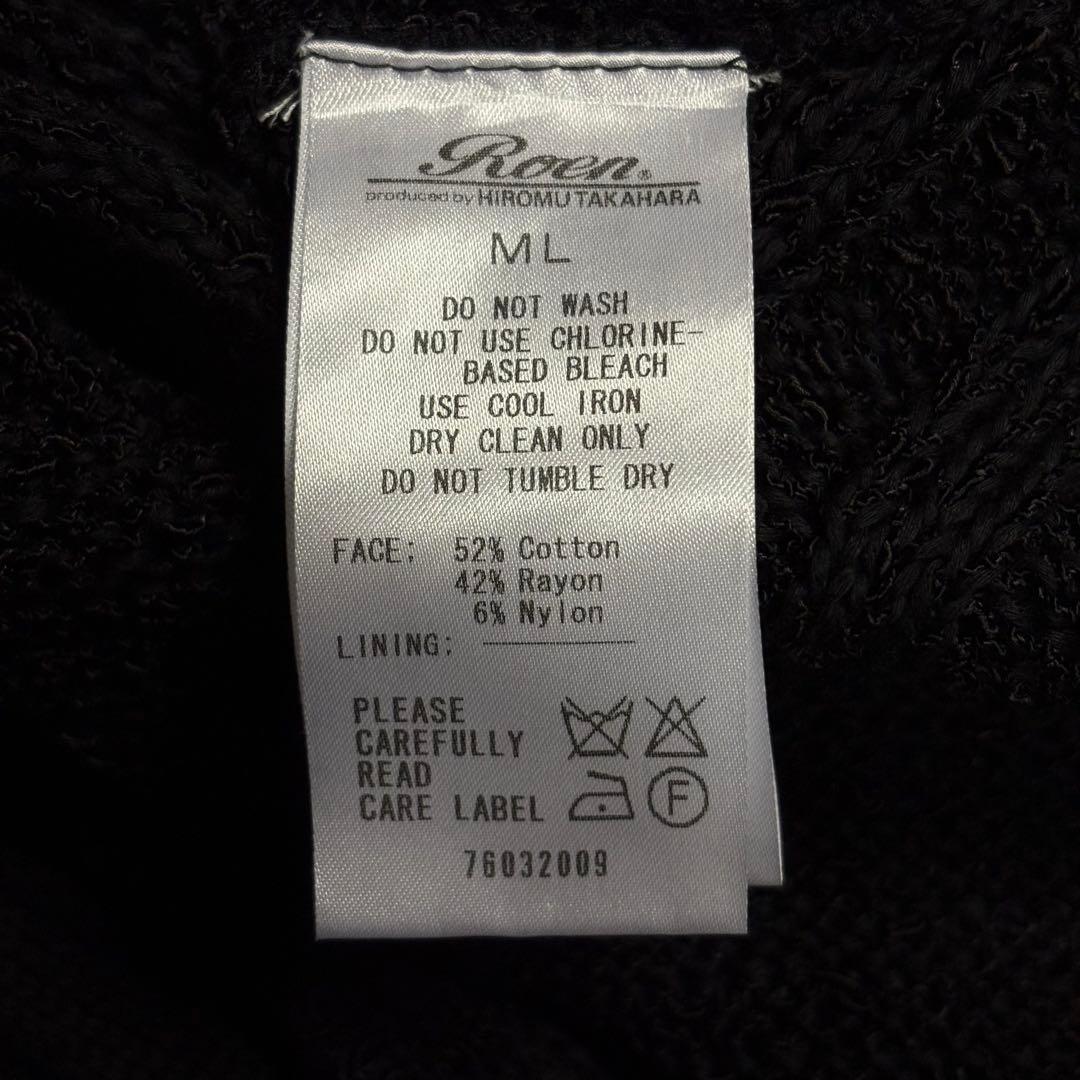 Roen®
produced by HIROMU TAKAHARA
ML
DO NOT WASH
DO NOT USE CHLORINE-
BASED BLEACH
USE COOL IRON
DRY CLEAN ONLY
DO NOT TUMBLE DRY
FACE: 52% Cotton
42% Rayon
6% Nylon
LINING:
PLEASE
CAREFULLY
READ
CARE LABEL
F
76032009